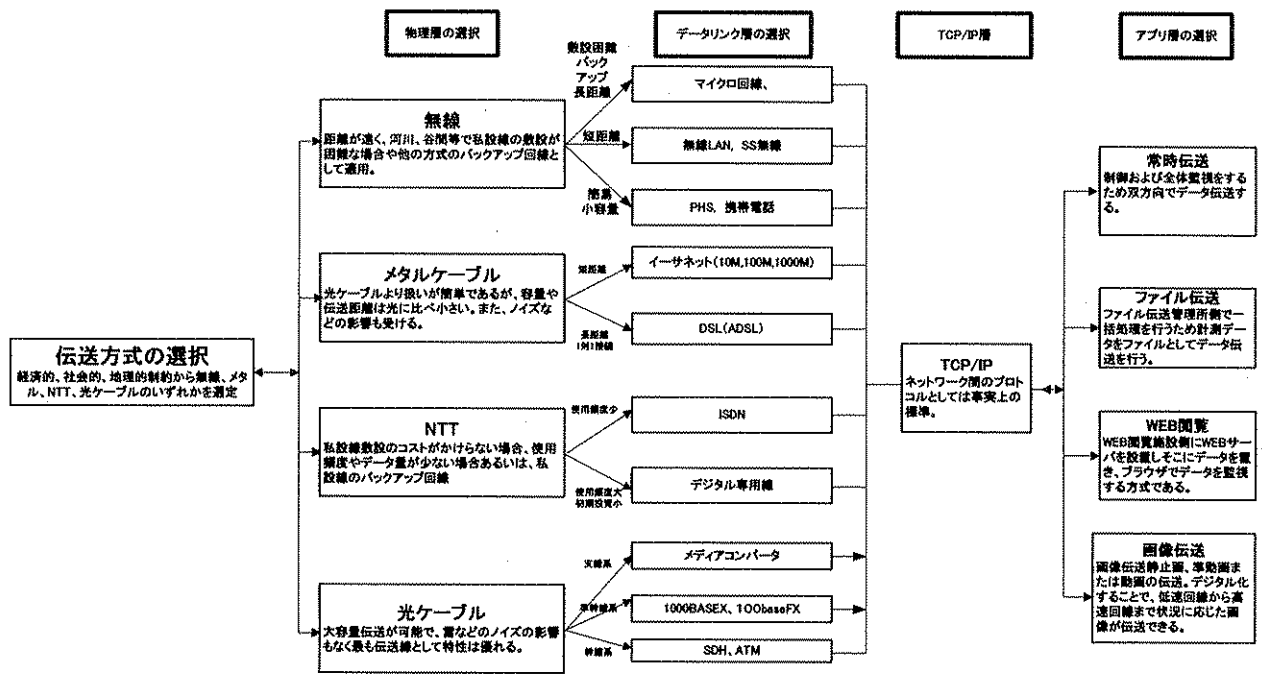 物理層の選択
データリンク層の選択
TCP/IP層
アプリ層の選択
伝送方式の選択
経済的、社会的、地理的制約から無線、メタ
ル、NTT、光ケーブルのいずれかを選定
無線
距離が遠く、河川、谷間等で私設線の敷設が
困難な場合や他の方式のバックアップ回線と
して適用。
敷設困難
バック
アップ
長距離
マイクロ回線、
短距離
無線LAN, SS無線
簡易
小容量
PHS, 携帯電話
メタルケーブル
光ケーブルより扱いが簡単であるが、容量や
伝送距離は光に比べ小さい。また、ノイズな
どの影響も受ける。
短距離
イーサネット(10M,100M,1000M)
長距離
1対1接続
DSL(ADSL)
NTT
私設線敷設のコストがかけらない場合、使用
頻度やデータ量が少ない場合あるいは、私
設線のバックアップ回線
使用頻度少
ISDN
使用頻度大
初期投資小
デジタル専用線
光ケーブル
大容量伝送が可能で、雷などのノイズの影響
もなく最も伝送線として特性は優れる。
支線系
メディアコンバータ
準幹線系
1000BASEX, 100baseFX
幹線系
SDH、ATM
TCP/IP
ネットワーク間のプロト
コルとしては事実上の
標準。
常時伝送
制御および全体監視をする
ため双方向でデータ伝送す
る。
ファイル伝送
ファイル伝送管理所側で一
括処理を行うため計測デー
タをファイルとしてデータ伝
送を行う。
WEB閲覧
WEB閲覧施設側にWEBサー
バを設置しそこにデータを置
き、ブラウザでデータを監視
する方式である。
画像伝送
画像伝送静止画、準動画ま
たは動画の伝送。デジタル化
することで、低速回線から高
速回線まで状況に応じた画
像が伝送できる。